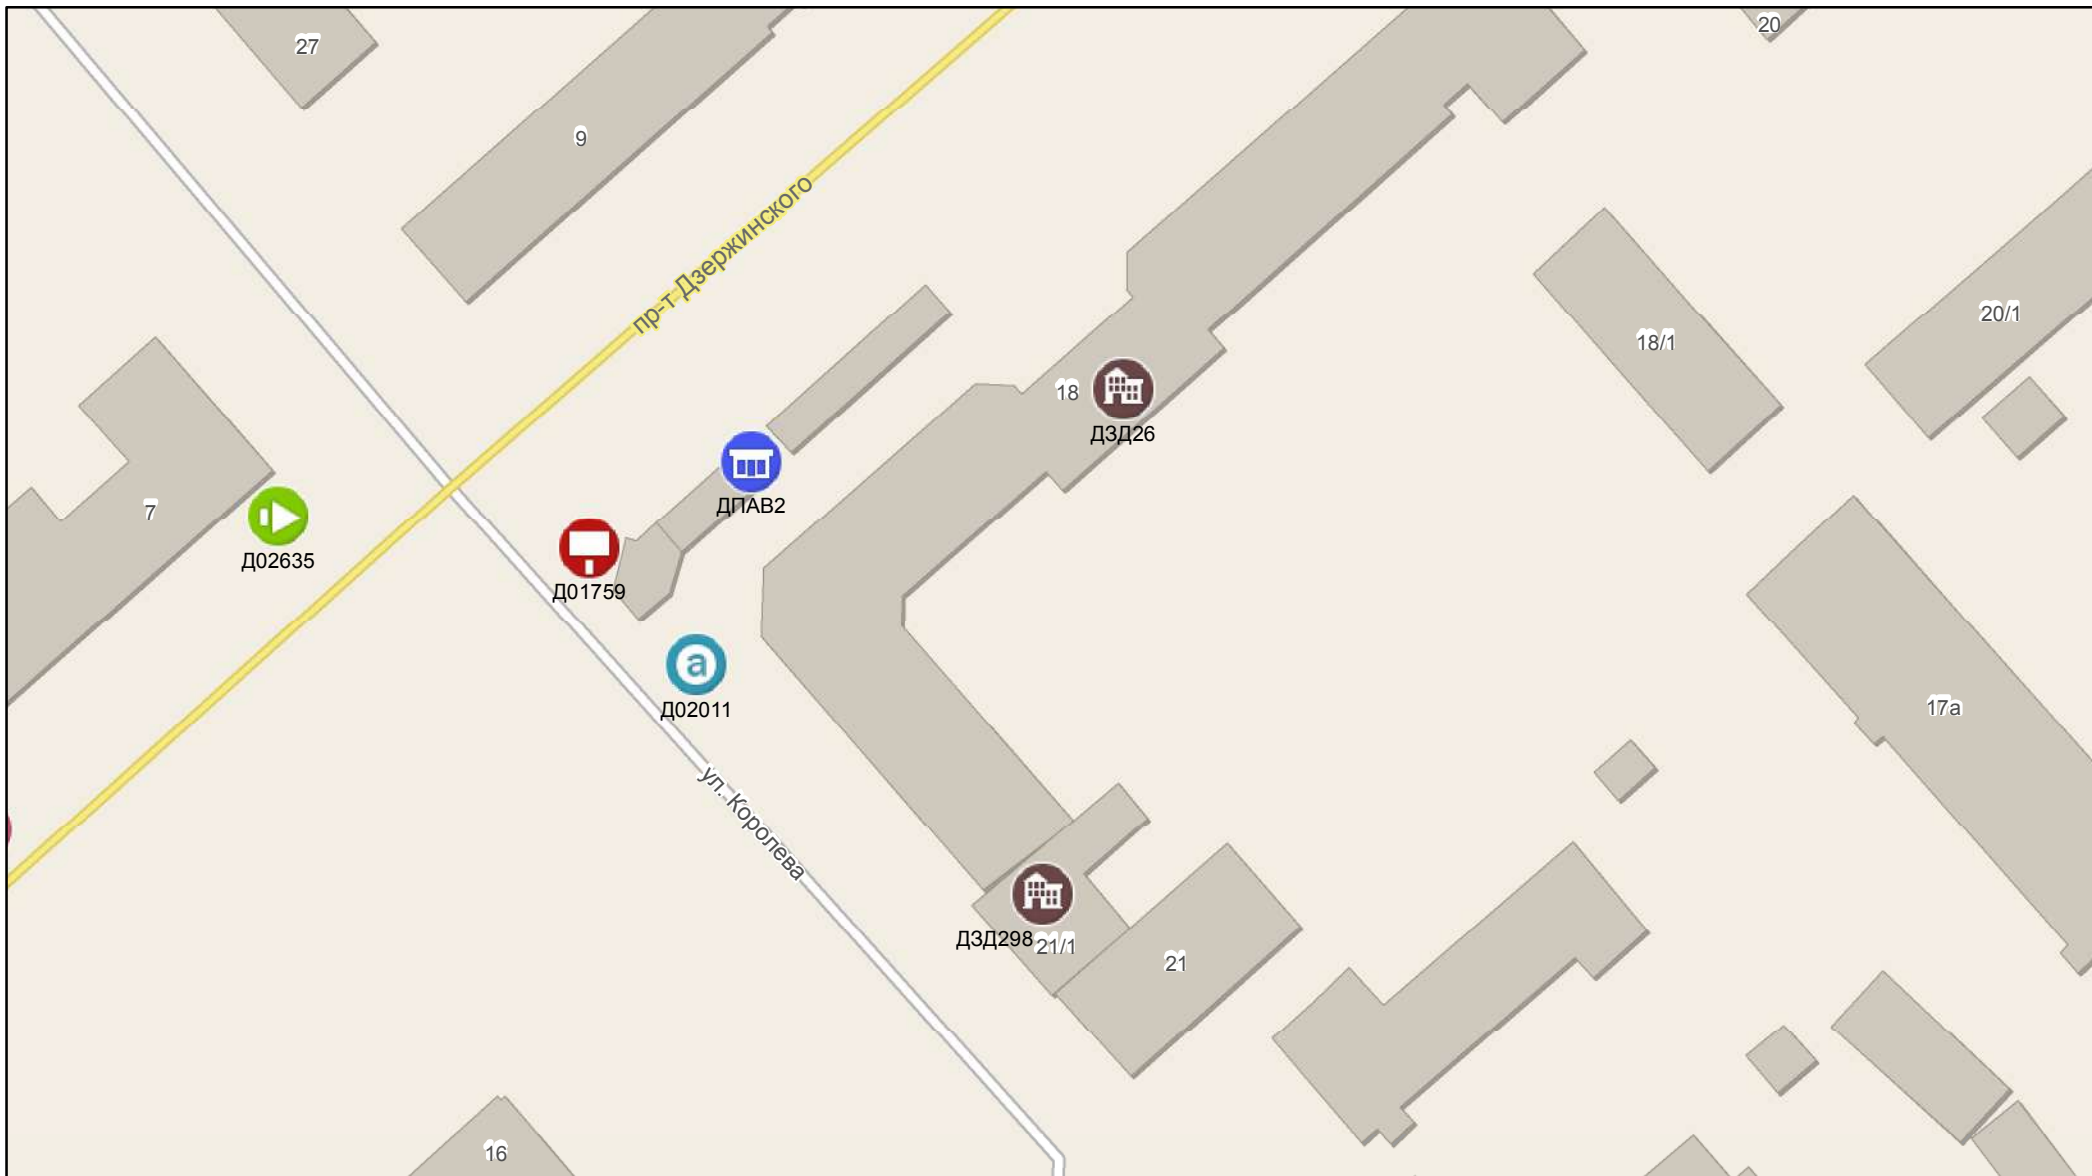 20
27
9
пр-т Дзержинского
20/1
18/1
18
ДЗД26
ДПАВ2
7
Д02635
Д01759
a
Д02011
17а
ул. Королёва
ДЗД298
21/1
21
16